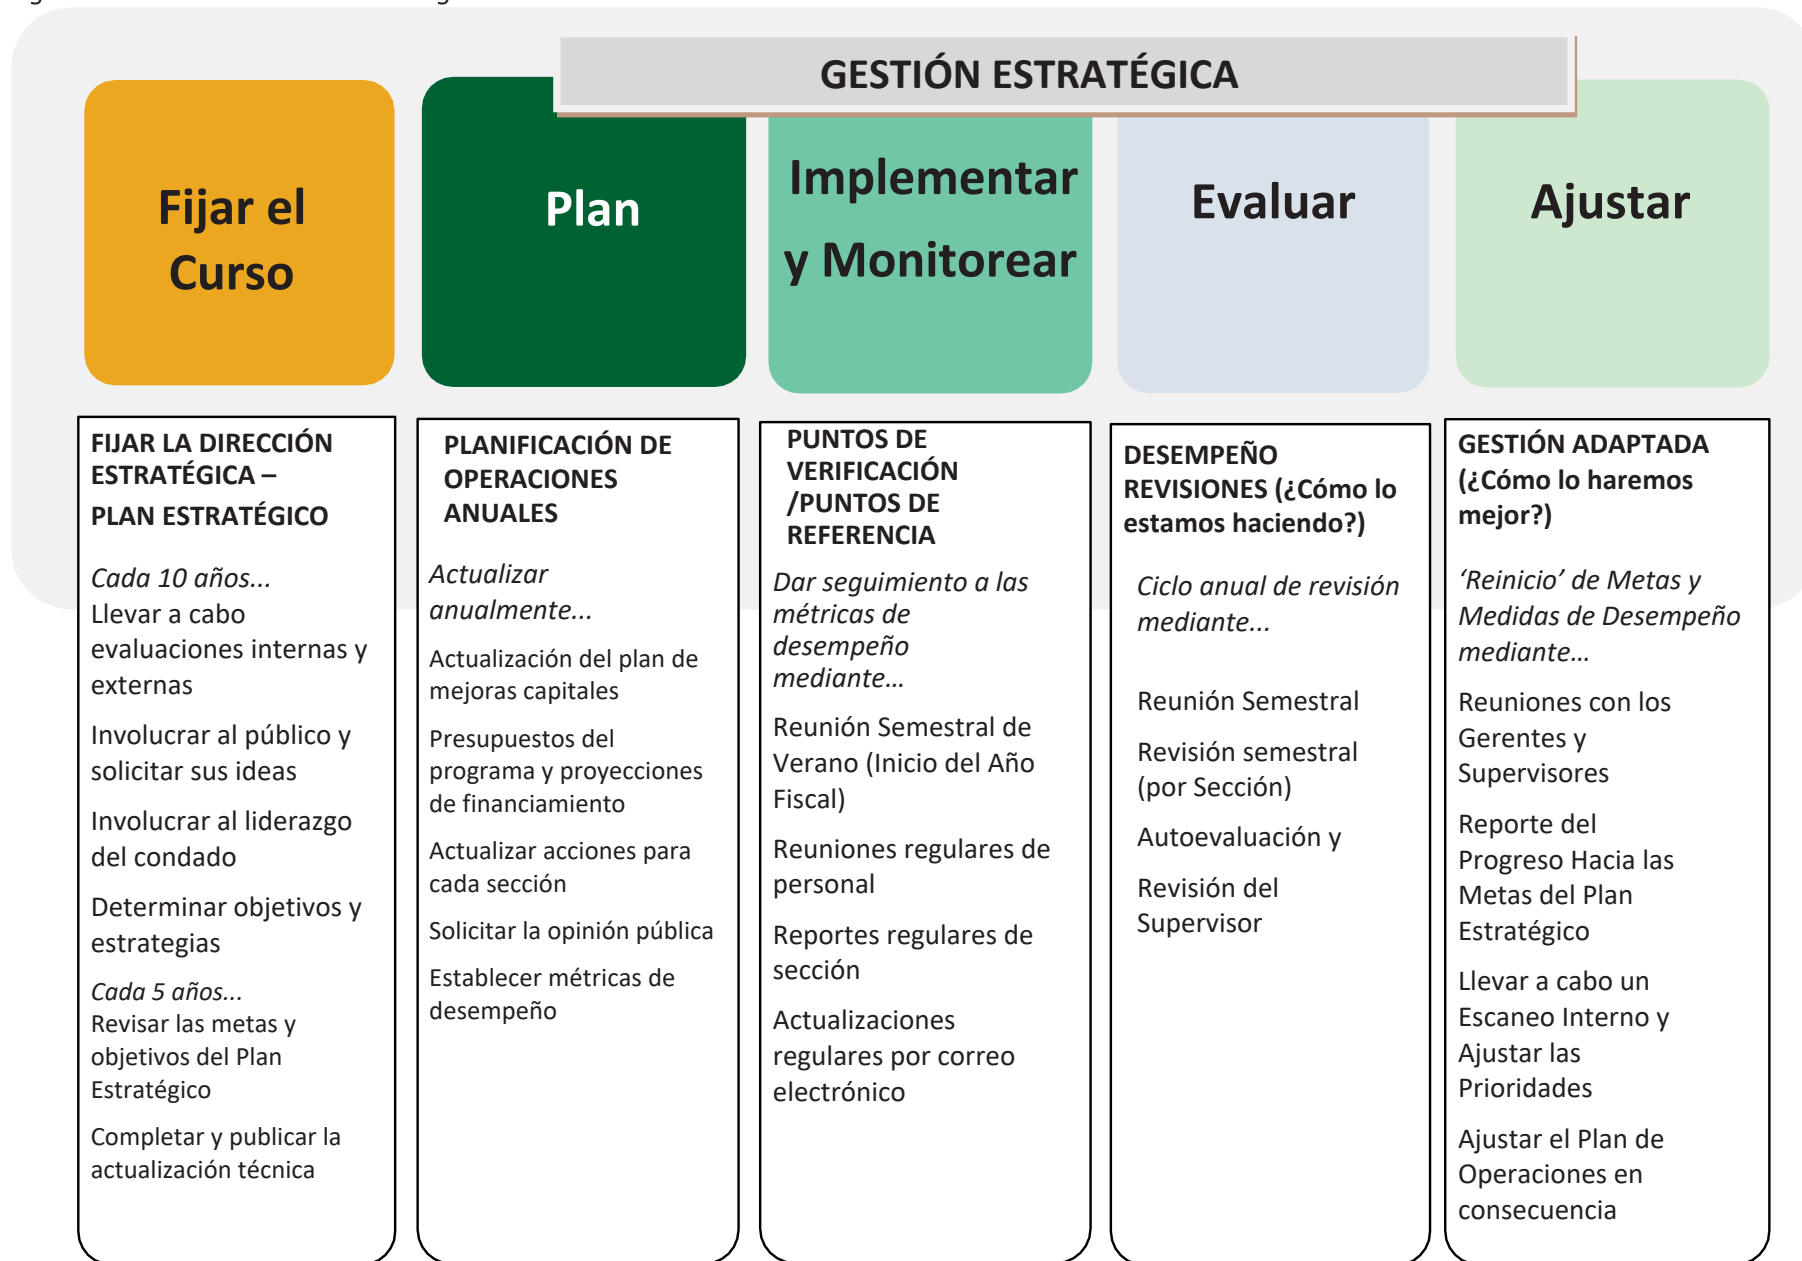 GESTIÓN ESTRATÉGICA
Fijar el
Curso
Plan
Implementar
y Monitorear
Evaluar
Ajustar
FIJAR LA DIRECCIÓN
ESTRATÉGICA –
PLAN ESTRATÉGICO
Cada 10 años...
Llevar a cabo
evaluaciones internas y
externas
Involucrar al público y
solicitar sus ideas
Involucrar al liderazgo
del condado
Determinar objetivos y
estrategias
Cada 5 años...
Revisar las metas y
objetivos del Plan
Estratégico
Completar y publicar la
actualización técnica
PLANIFICACIÓN DE
OPERACIONES
ANUALES
Actualizar
anualmente...
Actualización del plan de
mejoras capitales
Presupuestos del
programa y proyecciones
de financiamiento
Actualizar acciones para
cada sección
Solicitar la opinión pública
Establecer métricas de
desempeño
PUNTOS DE
VERIFICACIÓN
/PUNTOS DE
REFERENCIA
Dar seguimiento a las
métricas de
desempeño
mediante…
Reunión Semestral de
Verano (Inicio del Año
Fiscal)
Reuniones regulares de
personal
Reportes regulares de
sección
Actualizaciones
regulares por correo
electrónico
DESEMPEÑO
REVISIONES (¿Cómo lo
estamos haciendo?)
Ciclo anual de revisión
mediante...
Reunión Semestral
Revisión semestral
(por Sección)
Autoevaluación y
Revisión del
Supervisor
GESTIÓN ADAPTADA
(¿Cómo lo haremos
mejor?)
‘Reinicio’ de Metas y
Medidas de Desempeño
mediante…
Reuniones con los
Gerentes y
Supervisores
Reporte del
Progreso Hacia las
Metas del Plan
Estratégico
Llevar a cabo un
Escaneo Interno y
Ajustar las
Prioridades
Ajustar el Plan de
Operaciones en
consecuencia